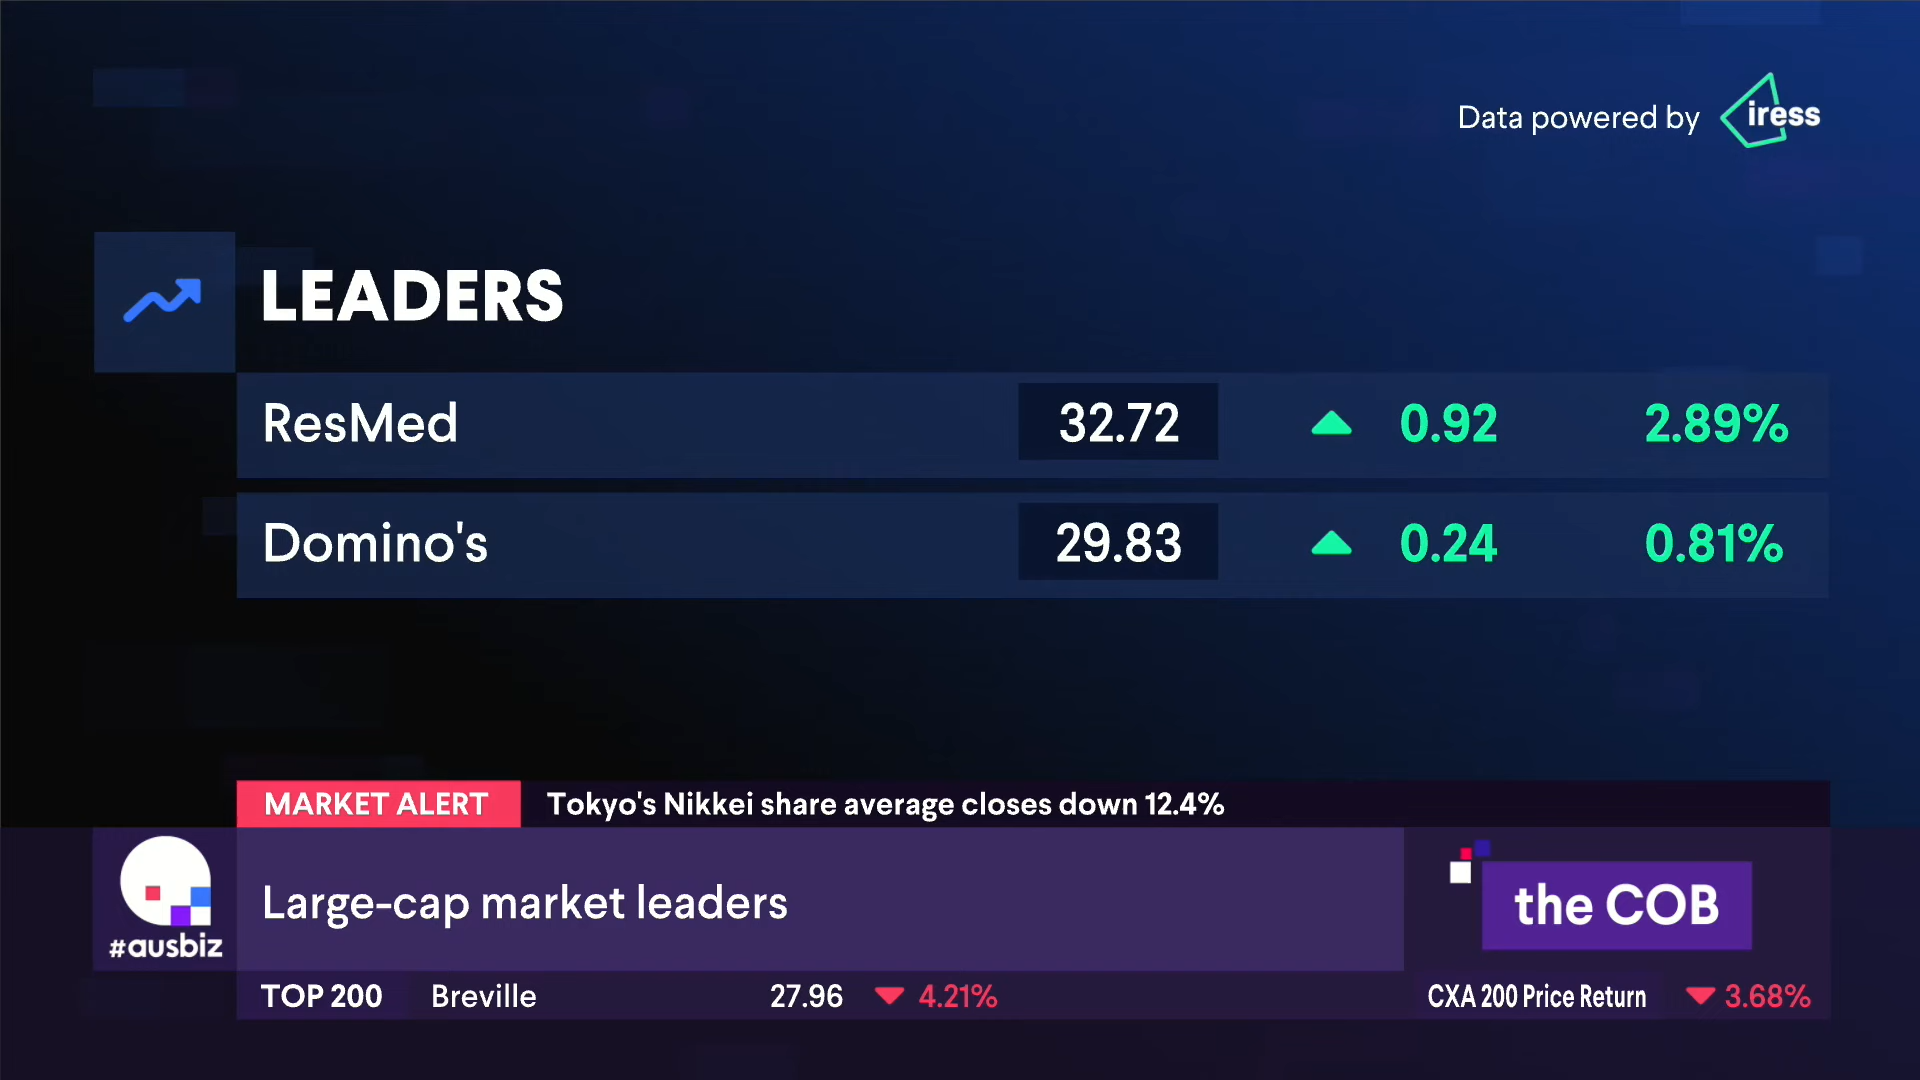 Data powered by iress
LEADERS
ResMed 32.72 0.92 2.89%
Domino's 29.83 0.24 0.81%
MARKET ALERT Tokyo's Nikkei share average closes down 12.4%
#ausbiz
Large-cap market leaders
the COB
TOP 200 Breville 27.96 4.21% CXA 200 Price Return 3.68%